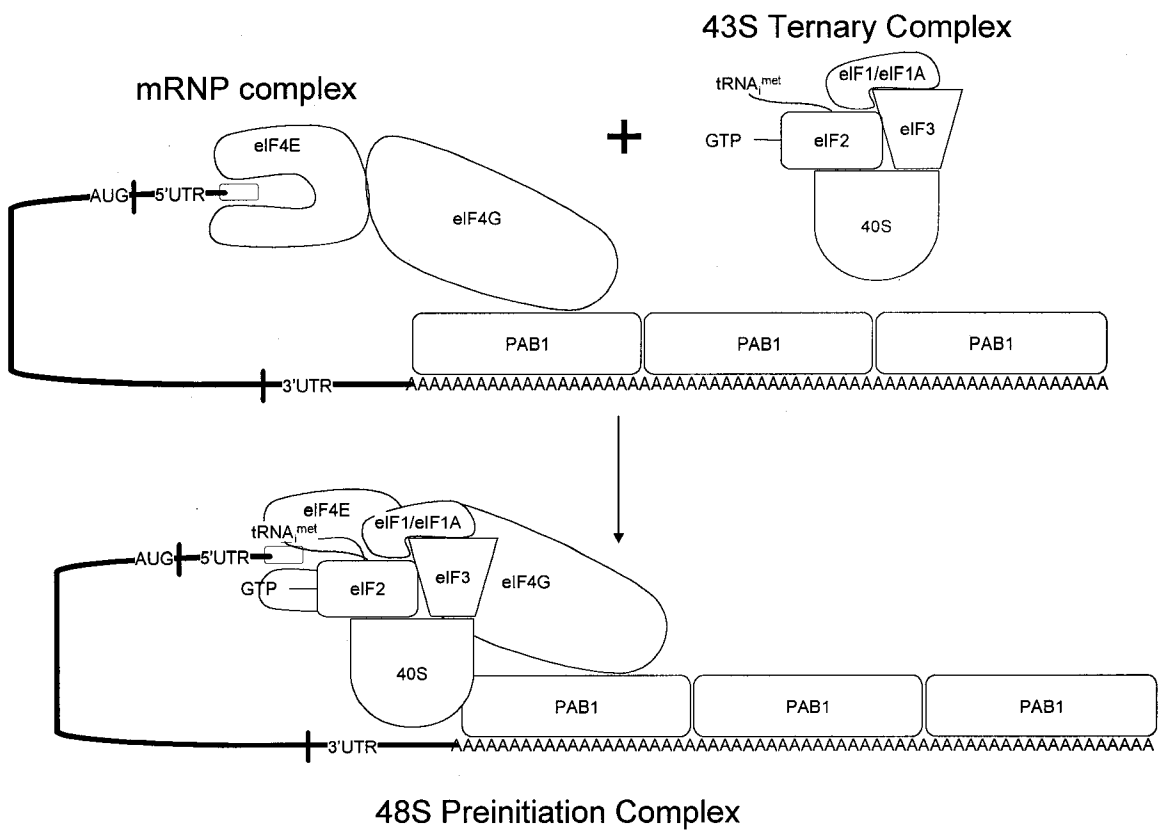 43S Ternary Complex
mRNP complex
eIF1/eIF1A
tRNAᵢᵐᵉᵗ
eIF4E
+
GTP
eIF2
eIF3
AUG
5'UTR
eIF4G
40S
PAB1
PAB1
PAB1
3'UTR
eIF4E
eIF1/eIF1A
tRNAᵢᵐᵉᵗ
AUG
5'UTR
GTP
eIF2
eIF3
eIF4G
40S
PAB1
PAB1
PAB1
3'UTR
48S Preinitiation Complex